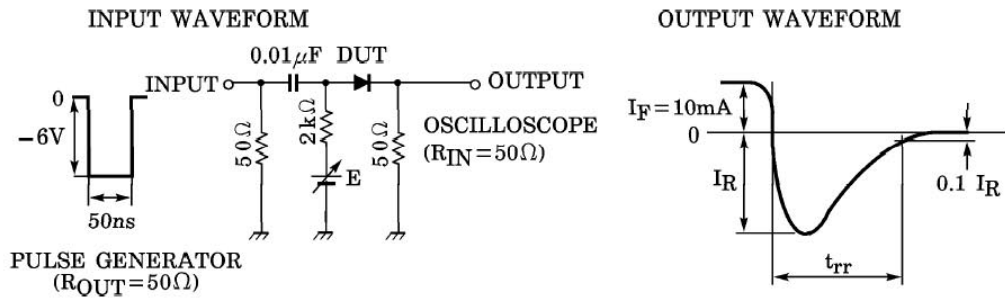 INPUT WAVEFORM
0
-6V
50ns
PULSE GENERATOR
(ROUT=50Ω)
0.01μF DUT
INPUT
OUTPUT
50Ω
2kΩ
E
50Ω
OSCILLOSCOPE
(RIN=50Ω)
OUTPUT WAVEFORM
IF=10mA
0
IR
0.1 IR
trr